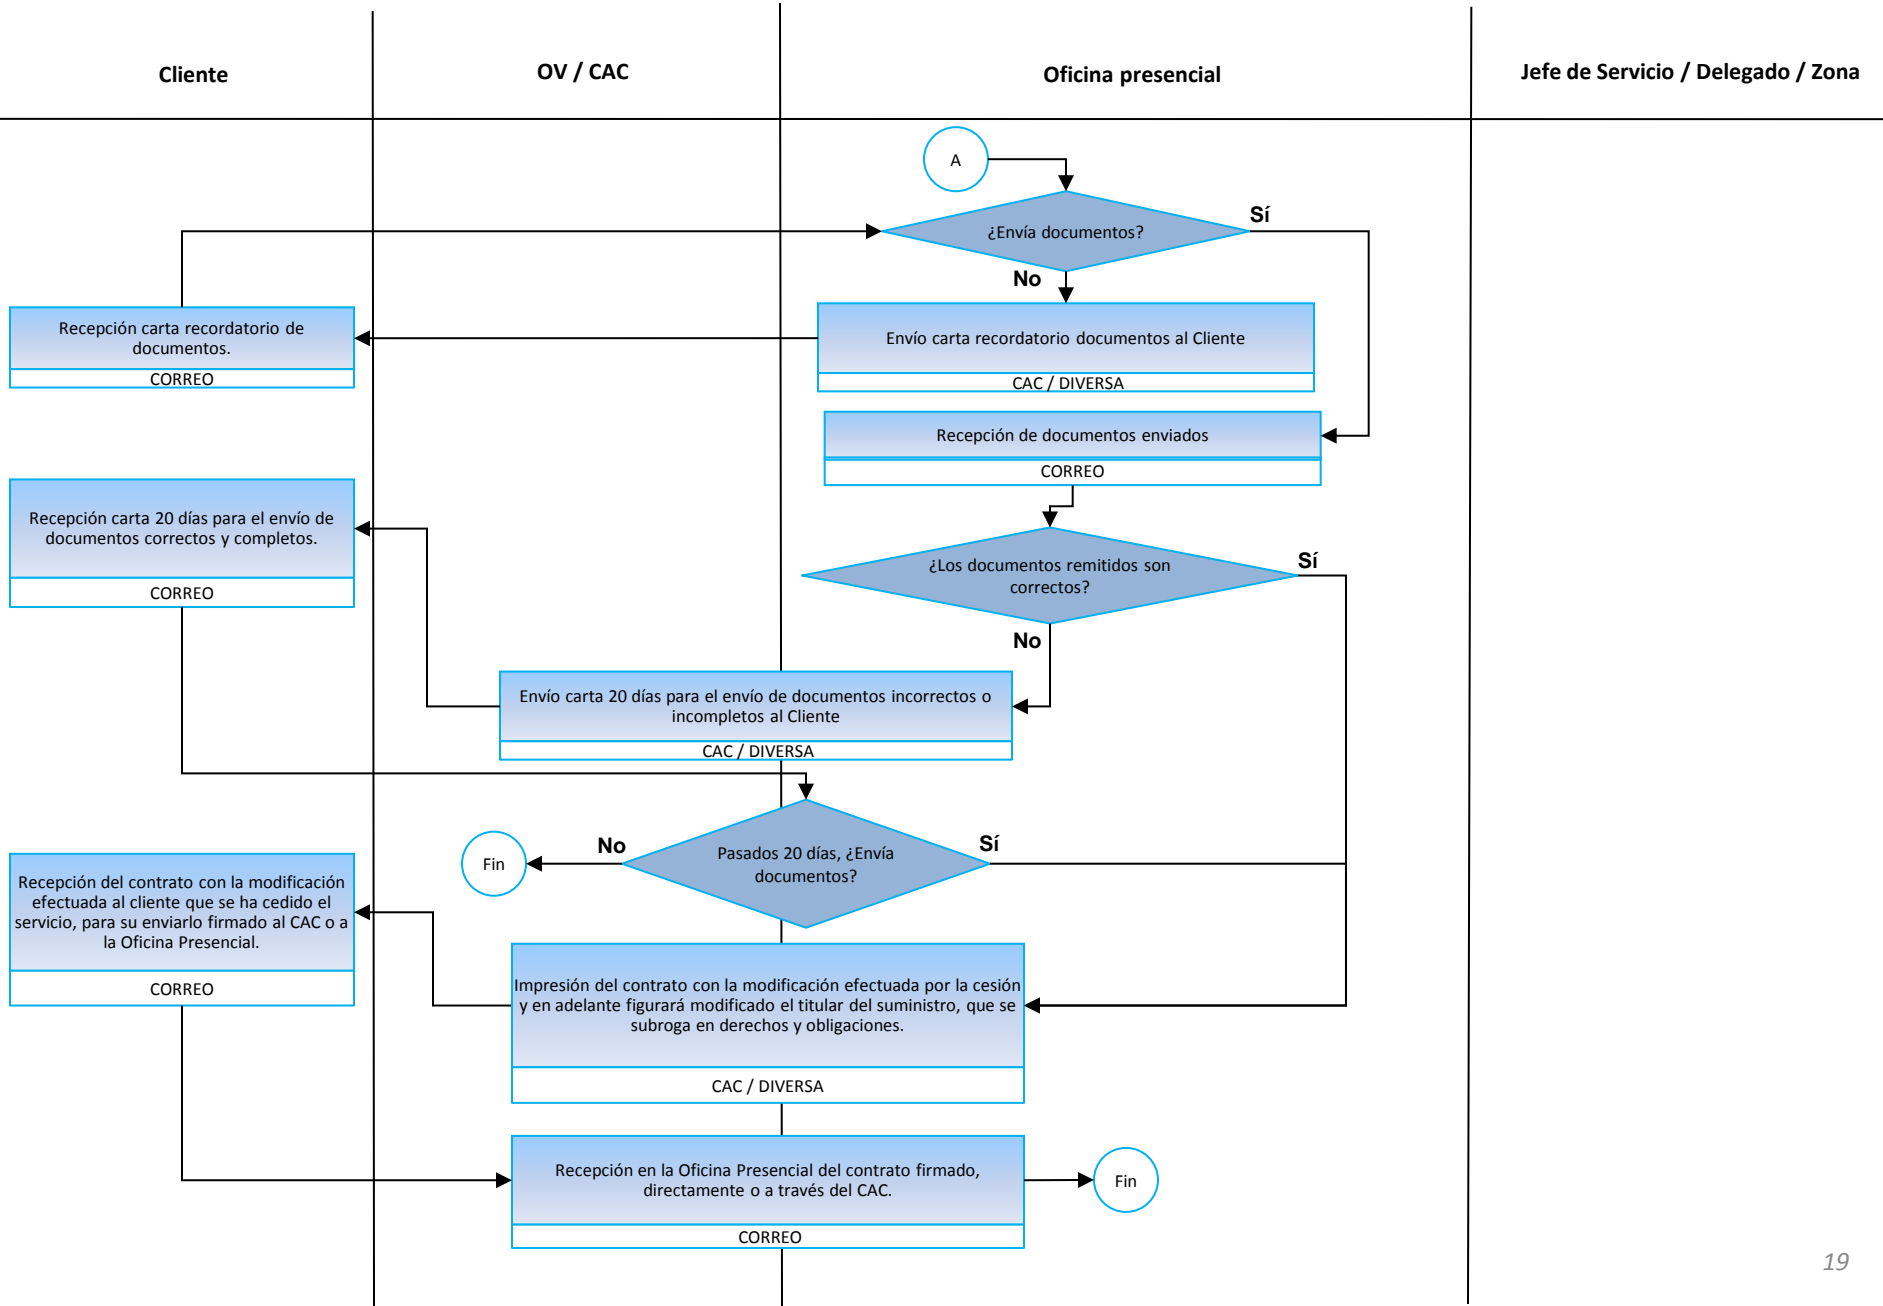 Cliente
OV / CAC
Oficina presencial
Jefe de Servicio / Delegado / Zona
A
Sí
¿Envía documentos?
No
Recepción carta recordatorio de
documentos.
CORREO
Envío carta recordatorio documentos al Cliente
CAC / DIVERSA
Recepción de documentos enviados
CORREO
Recepción carta 20 días para el envío de
documentos correctos y completos.
CORREO
¿Los documentos remitidos son
correctos?
Sí
No
Envío carta 20 días para el envío de documentos incorrectos o
incompletos al Cliente
CAC / DIVERSA
Fin
No
Pasados 20 días, ¿Envía
documentos?
Sí
Recepción del contrato con la modificación
efectuada al cliente que se ha cedido el
servicio, para su enviarlo firmado al CAC o a
la Oficina Presencial.
CORREO
Impresión del contrato con la modificación efectuada por la cesión
y en adelante figurará modificado el titular del suministro, que se
subroga en derechos y obligaciones.
CAC / DIVERSA
Recepción en la Oficina Presencial del contrato firmado,
directamente o a través del CAC.
CORREO
Fin
19